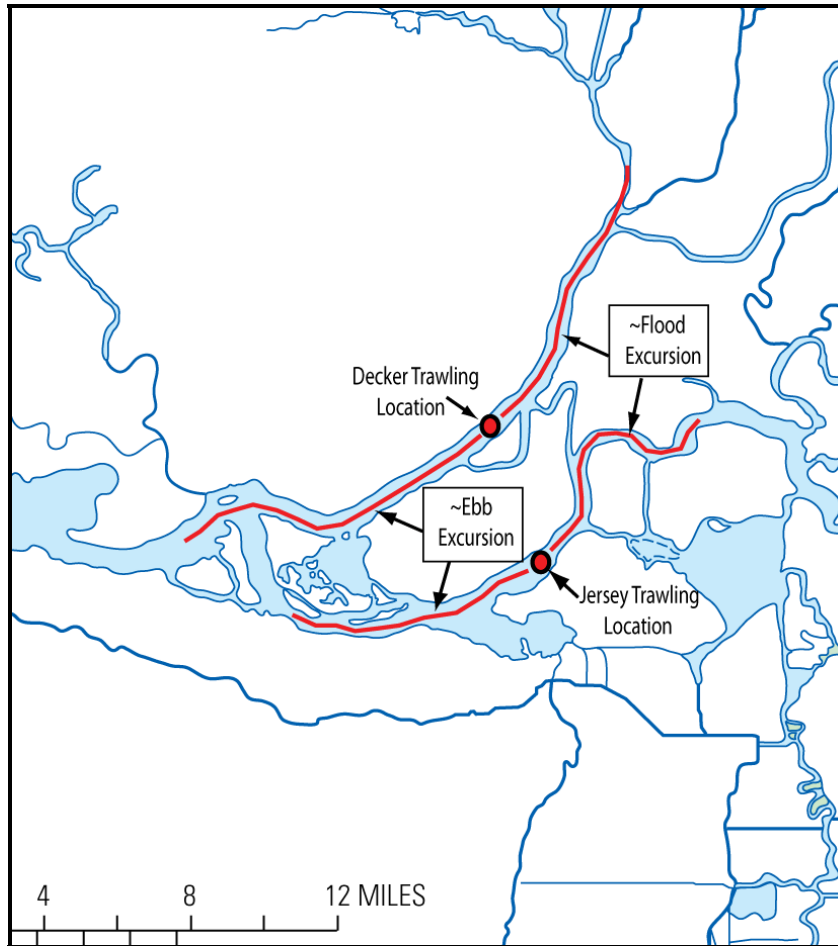 ~Flood
Excursion
Decker Trawling
Location
~Ebb
Excursion
Jersey Trawling
Location
4 8 12 MILES